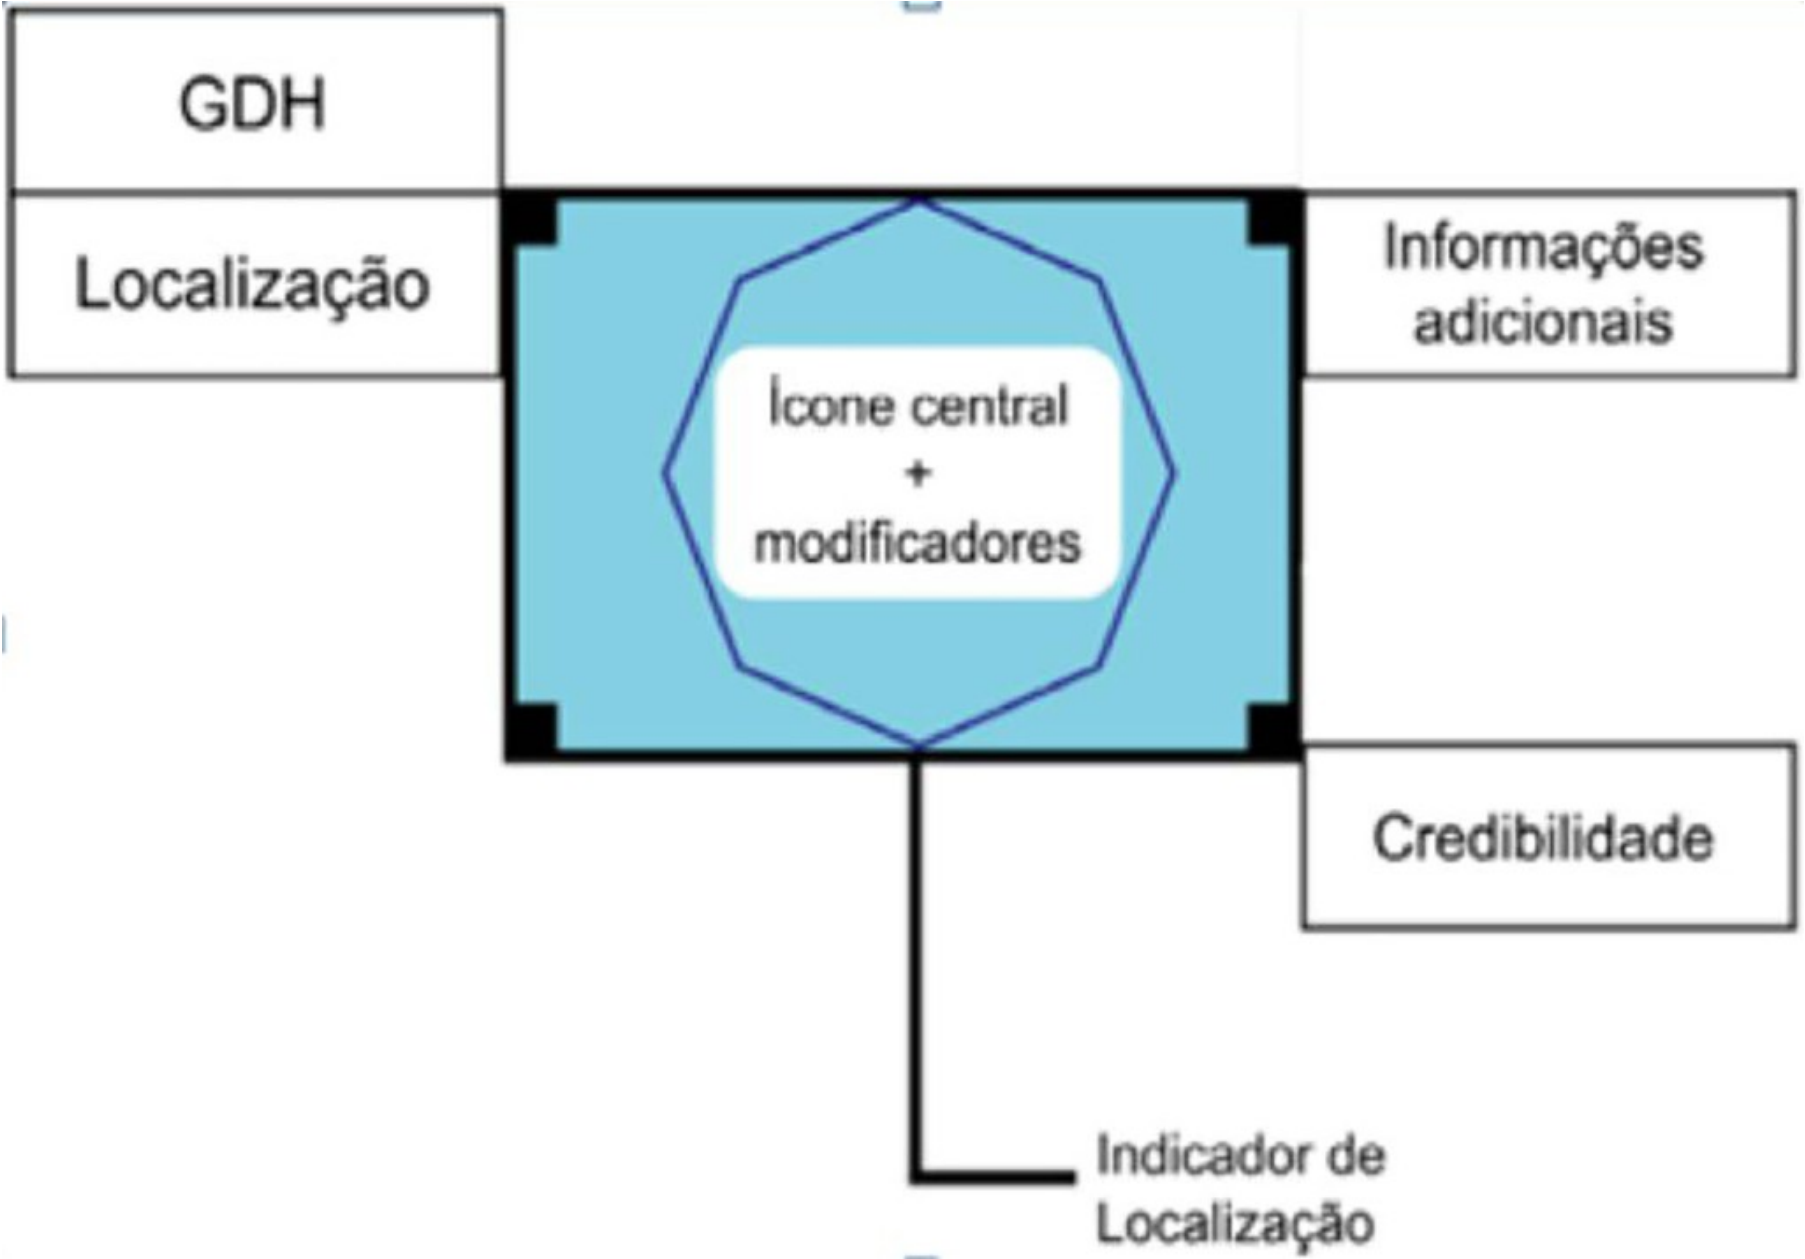 GDH
Localização
Informações
adicionais
Ícone central
+
modificadores
Credibilidade
Indicador de
Localização